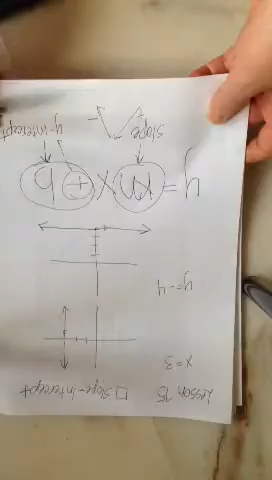 Lesson 15 □ Slope-Intercept
x = 3
y = -4
y = mx + b
slope + - y-intercept